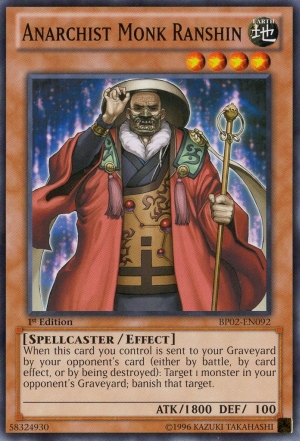 ANARCHIST MONK RANSHIN
EARTH
地
1st Edition
BP02-EN092
[SPELLCASTER / EFFECT]
When this card you control is sent to your Graveyard
by your opponent's card (either by battle, by card
effect, or by being destroyed): Target 1 monster in your
opponent's Graveyard; banish that target.
ATK/1800 DEF/ 100
58324930
©1996 KAZUKI TAKAHASHI